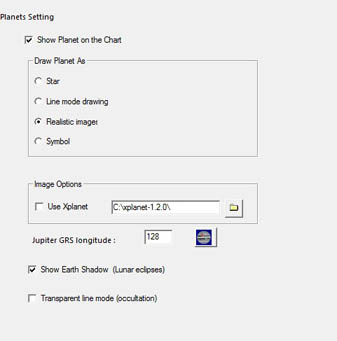 Planets Setting
Show Planet on the Chart
Draw Planet As
Star
Line mode drawing
Realistic images
Symbol
Image Options
Use Xplanet
C:\xplanet-1.2.0\
Jupiter GRS longitude :
128
Show Earth Shadow (Lunar eclipses)
Transparent line mode (occultation)